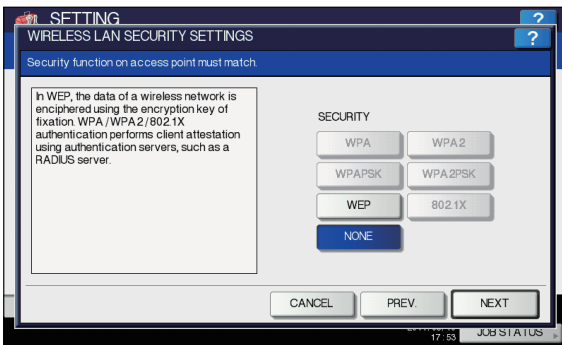 SETTING
?
WIRELESS LAN SECURITY SETTINGS
?
Security function on access point must match.
In WEP, the data of a wireless network is
enciphered using the encryption key of
fixation. WPA/WPA2/802.1X
authentication performs client attestation
using authentication servers, such as a
RADIUS server.
SECURITY
WPA WPA2
WPAPSK WPA2PSK
WEP 802.1X
NONE
CANCEL PREV. NEXT
17:53 JOB STATUS